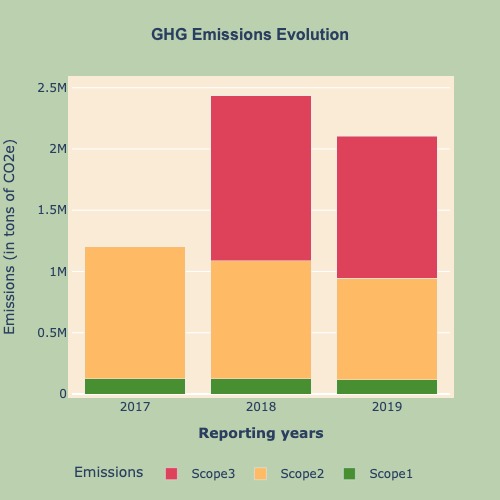 GHG Emissions Evolution
Emissions (in tons of CO2e)
2.5M
2M
1.5M
1M
0.5M
0
2017 2018 2019
Reporting years
Emissions Scope3 Scope2 Scope1